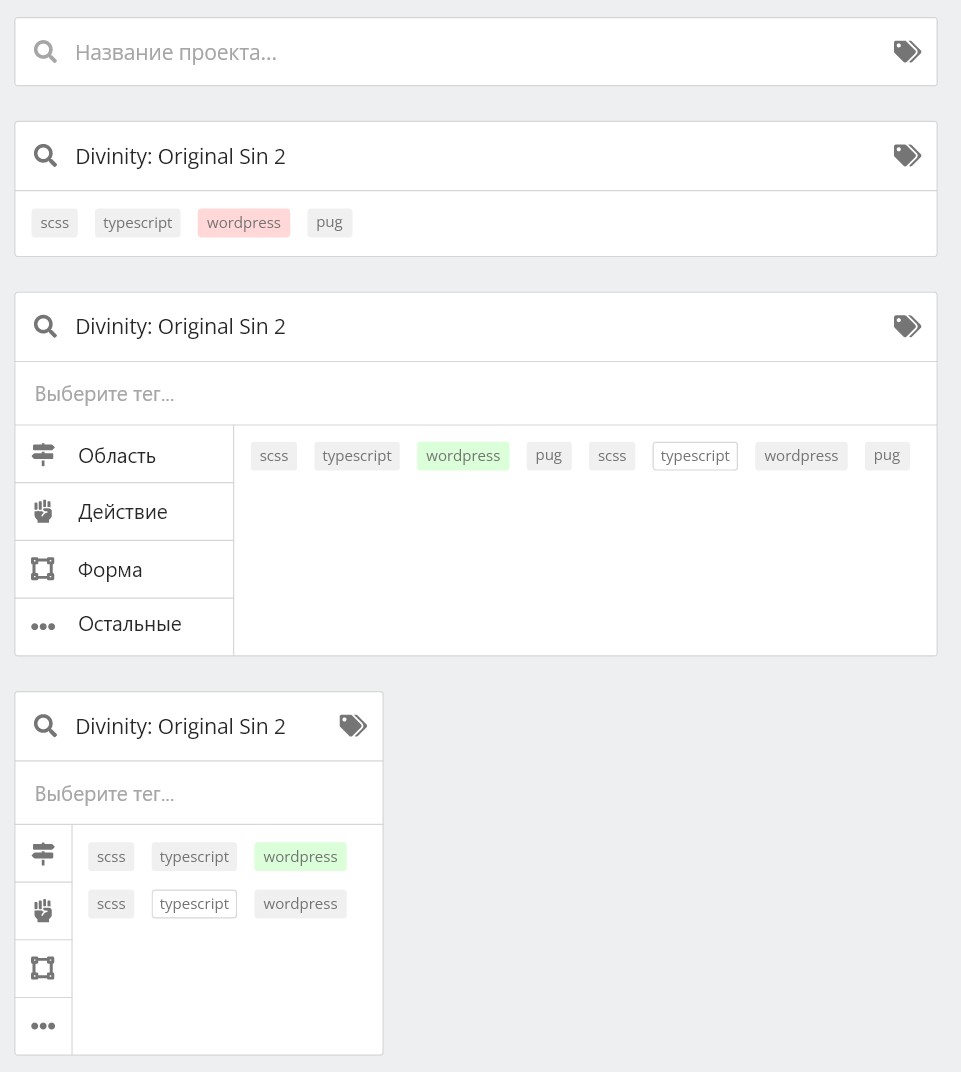 Название проекта...
Divinity: Original Sin 2
scss typescript wordpress pug
Divinity: Original Sin 2
Выберите тег...
Область
scss typescript wordpress pug scss typescript wordpress pug
Действие
Форма
Остальные
Divinity: Original Sin 2
Выберите тег...
scss typescript wordpress
scss typescript wordpress